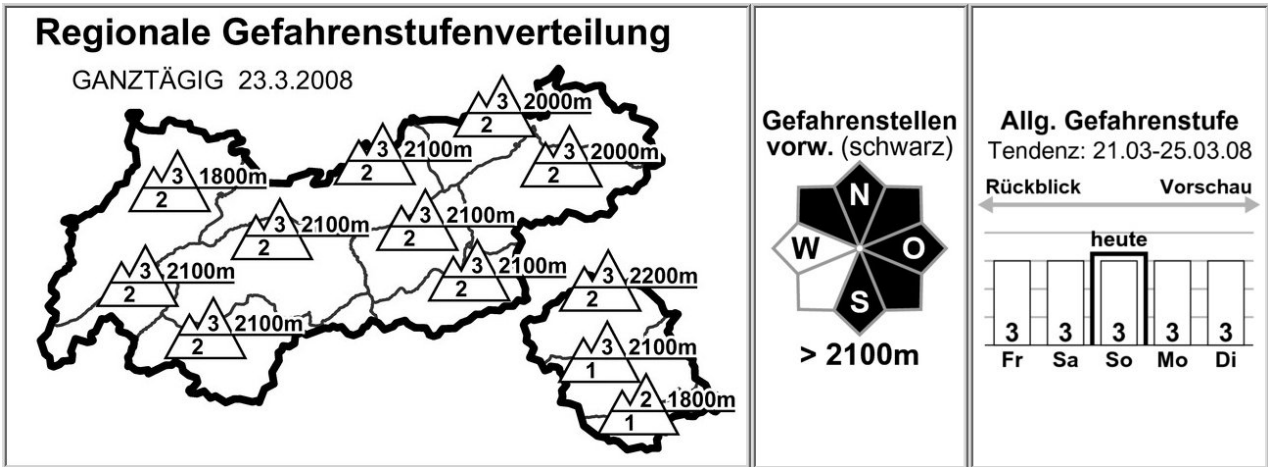 Regionale Gefahrenstufenverteilung
GANZTÄGIG 23.3.2008
3 2000m
2
3 2100m
2
3 2000m
2
3 1800m
2
3 2100m
2
3 2100m
2
3 2100m
2
3 2100m
2
3 2200m
2
3 2100m
2
3 2100m
1
2 1800m
1
Gefahrenstellen
vorw. (schwarz)
N
W O
S
> 2100m
Allg. Gefahrenstufe
Tendenz: 21.03-25.03.08
Rückblick Vorschau
heute
3 3 3 3 3
Fr Sa So Mo Di